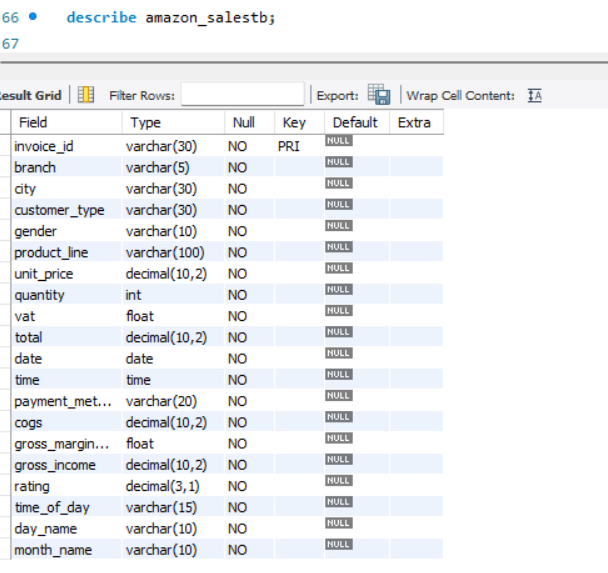 66 describe amazon_salestb;
67
Result Grid Filter Rows: Export: Wrap Cell Content: IA
Field Type Null Key Default Extra
invoice_id varchar(30) NO PRI NULL
branch varchar(5) NO NULL
city varchar(30) NO NULL
customer_type varchar(30) NO NULL
gender varchar(10) NO NULL
product_line varchar(100) NO NULL
unit_price decimal(10,2) NO NULL
quantity int NO NULL
vat float NO NULL
total decimal(10,2) NO NULL
date date NO NULL
time time NO NULL
payment_met... varchar(20) NO NULL
cogs decimal(10,2) NO NULL
gross_margin... float NO NULL
gross_income decimal(10,2) NO NULL
rating decimal(3,1) NO NULL
time_of_day varchar(15) NO NULL
day_name varchar(10) NO NULL
month_name varchar(10) NO NULL